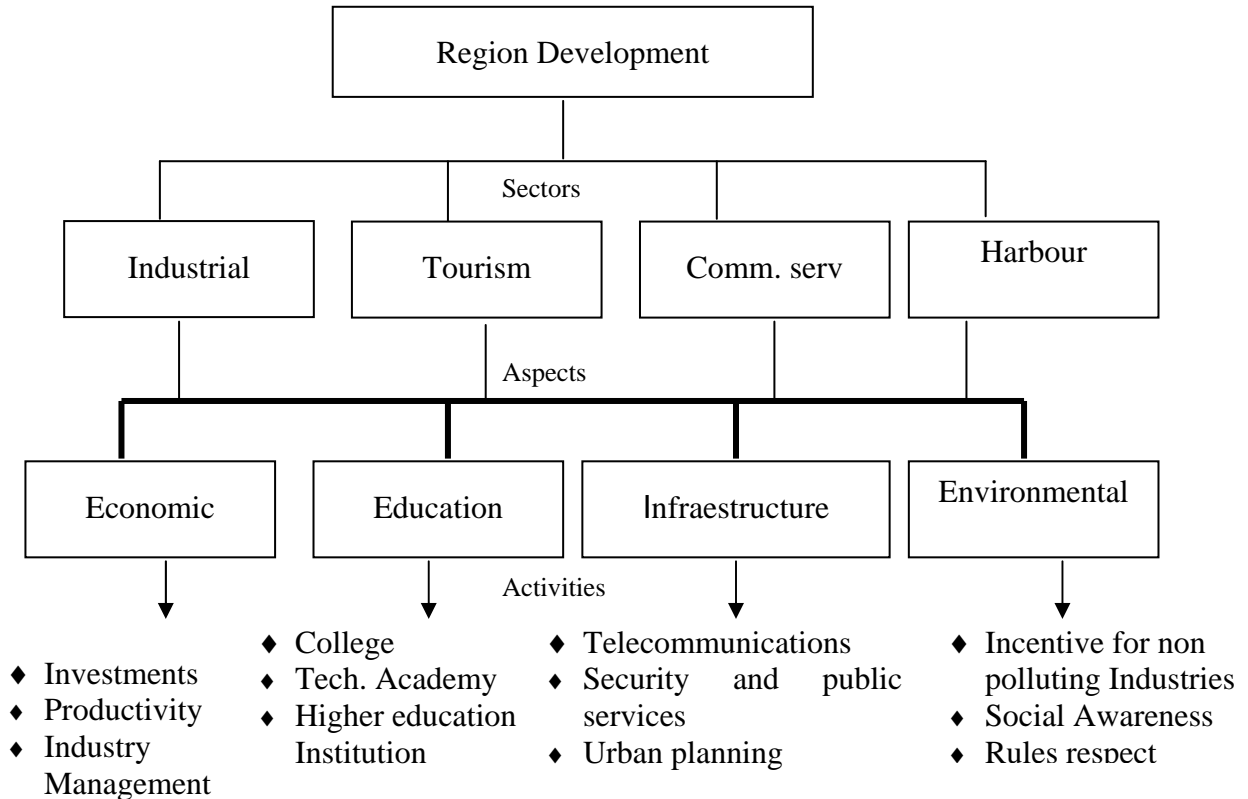 Region Development
Sectors
Industrial
Tourism
Comm. serv
Harbour
Aspects
Economic
Education
Infraestructure
Environmental
Activities
♦ Investments
♦ Productivity
♦ Industry
Management
♦ College
♦ Tech. Academy
♦ Higher education
Institution
♦ Telecommunications
♦ Security and public
services
♦ Urban planning
♦ Incentive for non
polluting Industries
♦ Social Awareness
♦ Rules respect